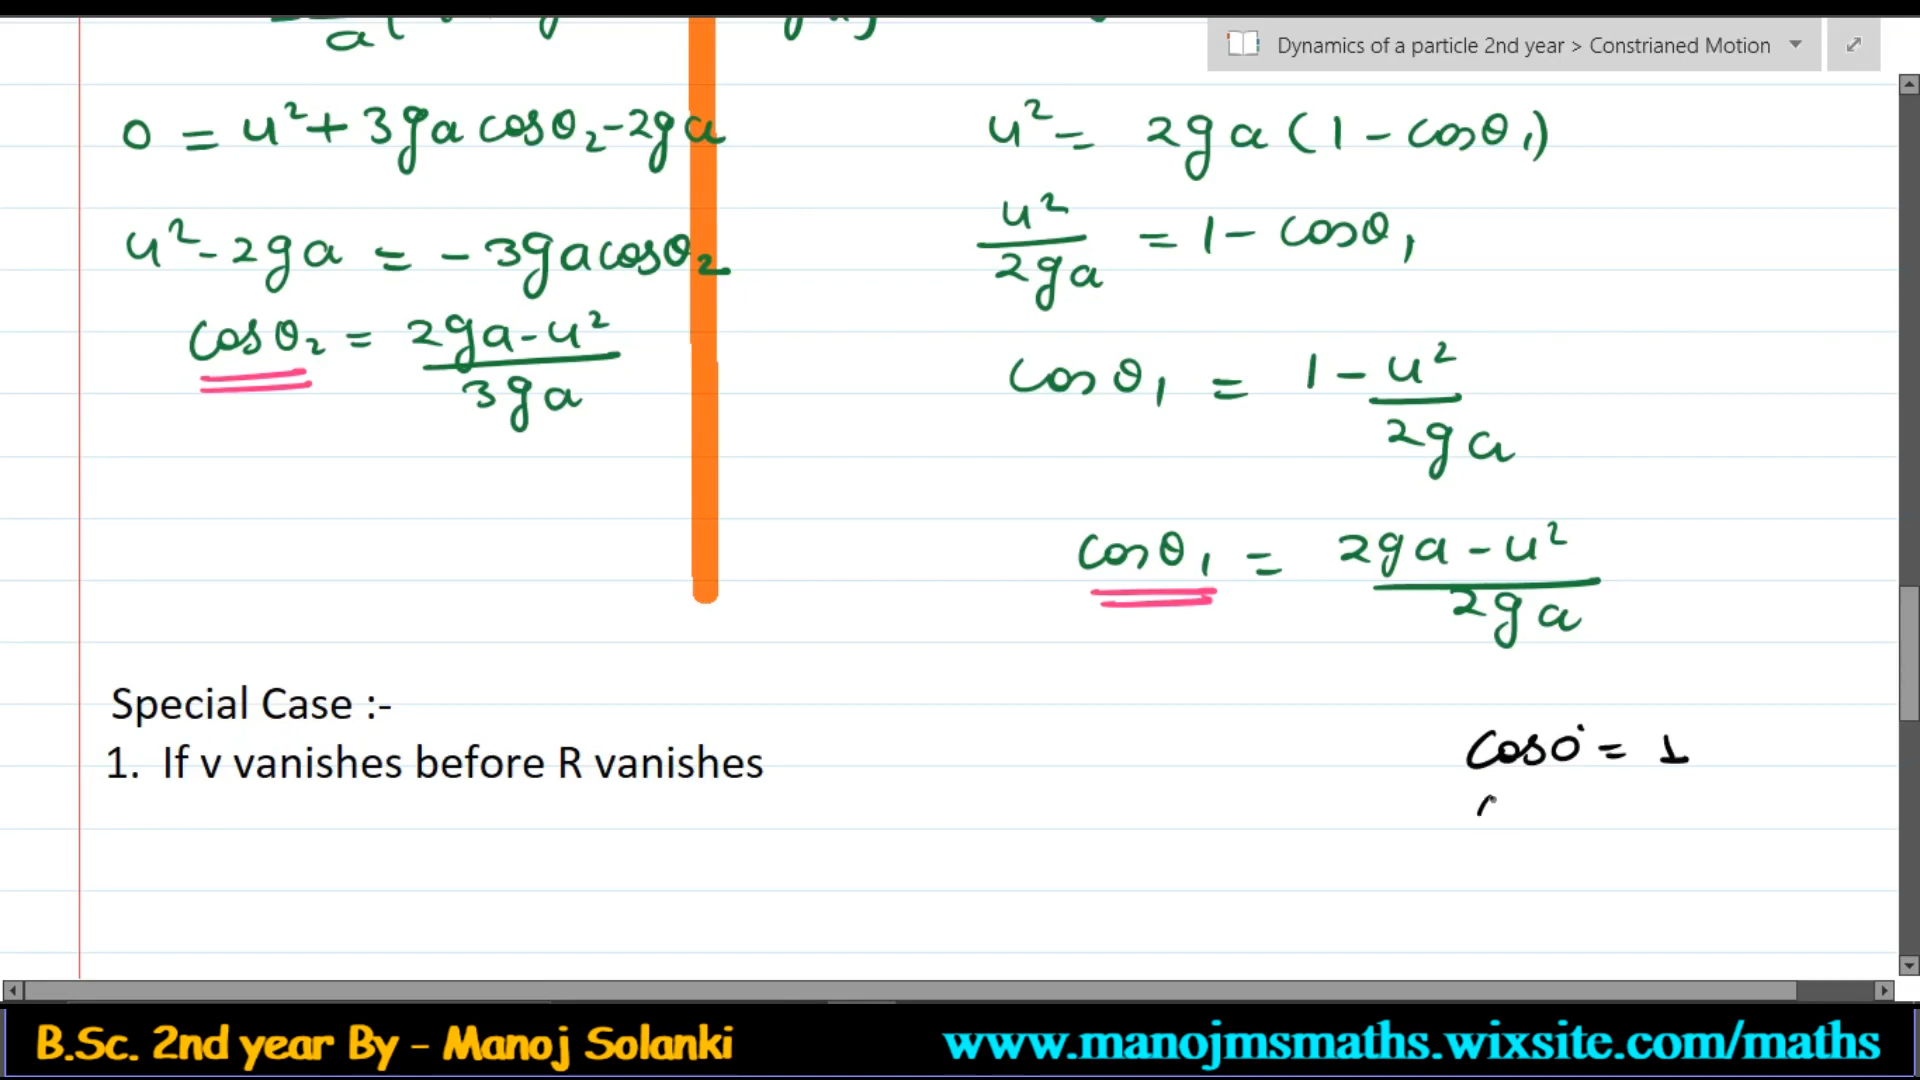 Dynamics of a particle 2nd year > Constrianed Motion
0 = u² + 3ga cosθ₂ - 2ga
u² - 2ga = - 3ga cosθ₂
cosθ₂ = 2ga - u² / 3ga
u² = 2ga (1 - cosθ₁)
u² / 2ga = 1 - cosθ₁
cosθ₁ = 1 - u² / 2ga
cosθ₁ = 2ga - u² / 2ga
Special Case :-
1. If v vanishes before R vanishes
cos0° = 1
B.Sc. 2nd year By - Manoj Solanki
www.manojmsmaths.wixsite.com/maths